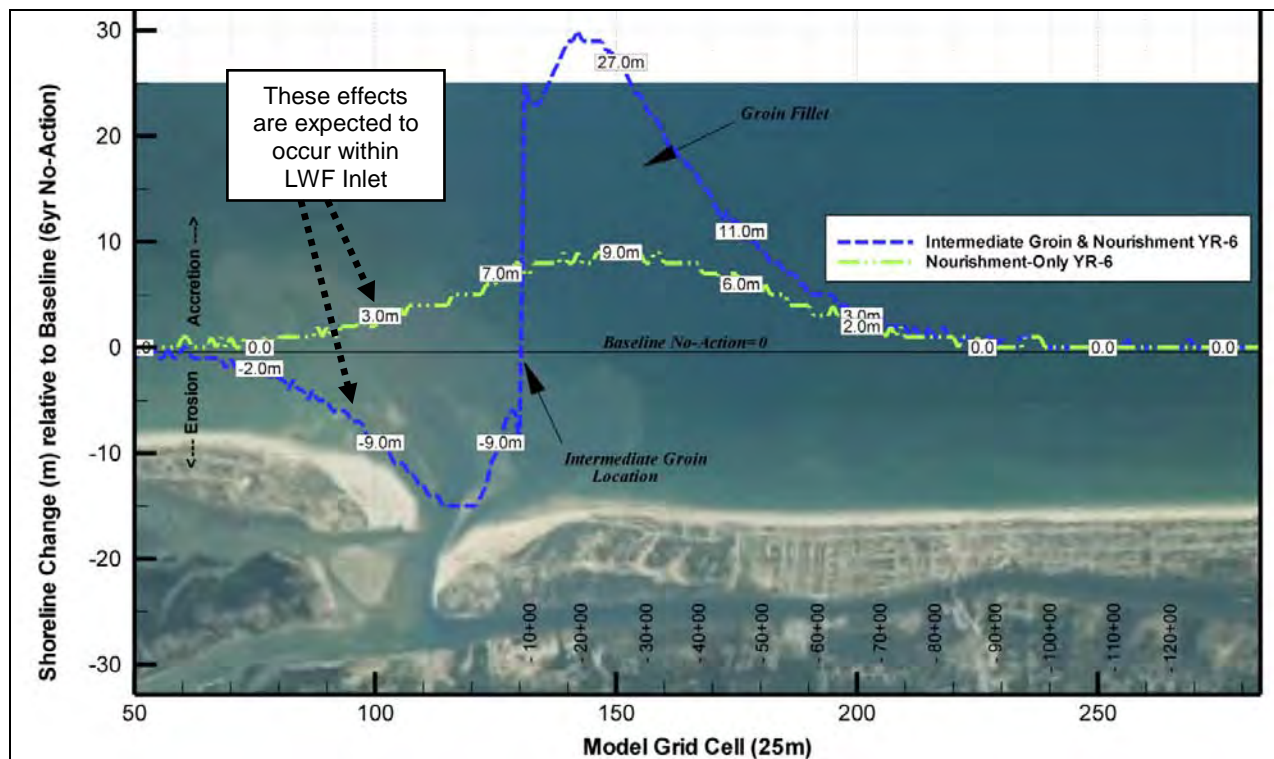 Shoreline Change (m) relative to Baseline (6yr No-Action)
30
20
10
0
-10
-20
-30
<---- Erosion    Accretion ---->
These effects
are expected to
occur within
LWF Inlet
27.0m
Groin Fillet
Intermediate Groin & Nourishment YR-6
Nourishment-Only YR-6
11.0m
9.0m
7.0m
6.0m
3.0m
3.0m
2.0m
.0
0.0
0.0
0.0
0.0
Baseline No-Action=0
-2.0m
-9.0m
-9.0m
Intermediate Groin
Location
- 10+00
- 20+00
- 30+00
- 40+00
- 50+00
- 60+00
- 70+00
- 80+00
- 90+00
- 100+00
- 110+00
- 120+00
50
100
150
200
250
Model Grid Cell (25m)